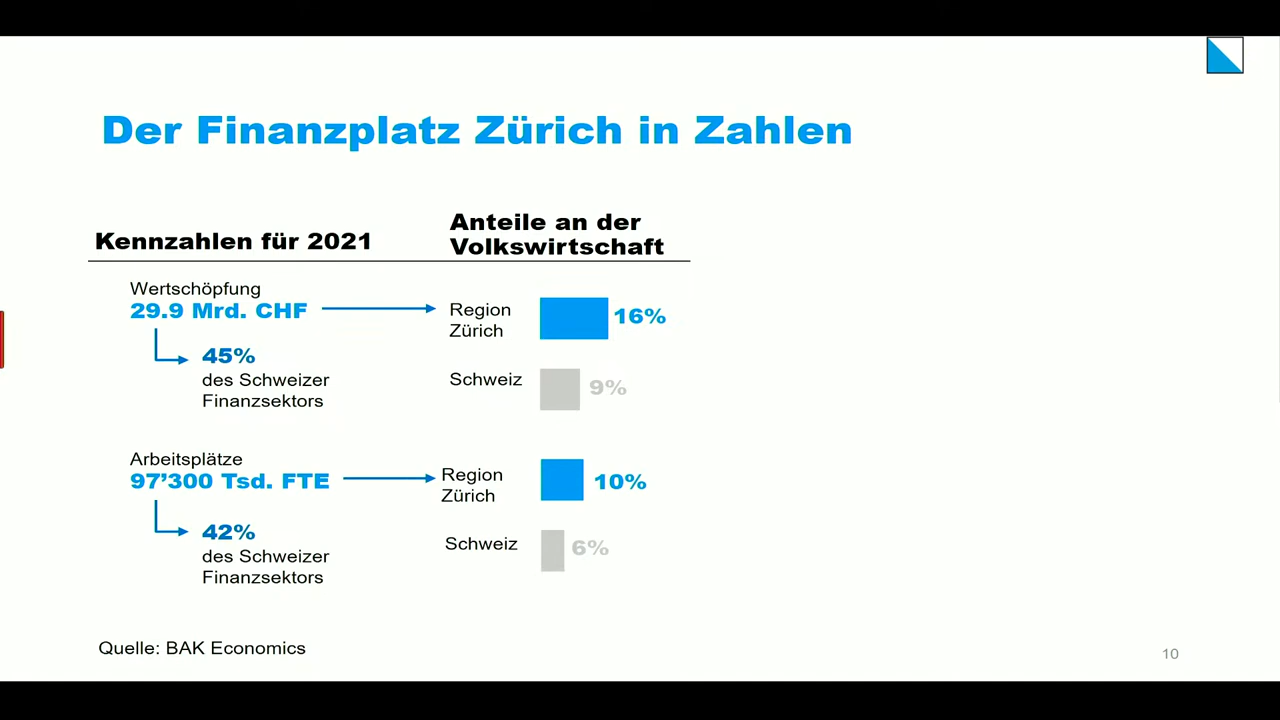 Der Finanzplatz Zürich in Zahlen
Kennzahlen für 2021
Anteile an der
Volkswirtschaft
Wertschöpfung
29.9 Mrd. CHF
45%
des Schweizer
Finanzsektors
Region
Zürich
16%
Schweiz
9%
Arbeitsplätze
97’300 Tsd. FTE
42%
des Schweizer
Finanzsektors
Region
Zürich
10%
Schweiz
6%
Quelle: BAK Economics
10